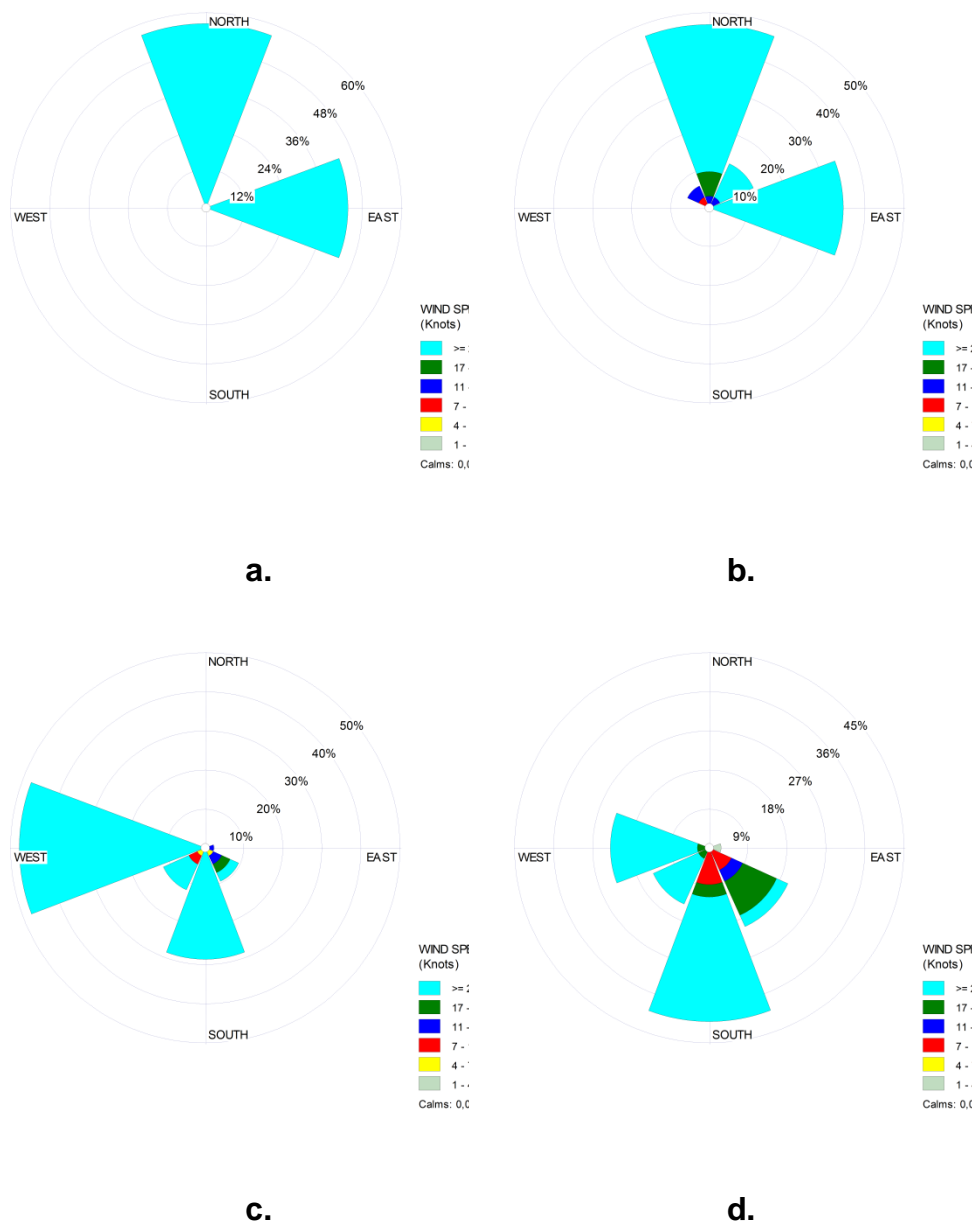 NORTH
60%
48%
36%
24%
12%
WEST
EAST
SOUTH
WIND SP
(Knots)
>=
17 -
11
7 -
4 -
1 -
Calms: 0,0
a.
NORTH
50%
40%
30%
20%
10%
WEST
EAST
SOUTH
WIND SP
(Knots)
>= 2
17 -
11 -
7 -
4 -
1 -
Calms: 0,0
b.
NORTH
50%
40%
30%
20%
10%
WEST
EAST
SOUTH
WIND SPE
(Knots)
>= 2
17 -
11 -
7 -
4 -
1 -
Calms: 0,0
c.
NORTH
45%
36%
27%
18%
9%
WEST
EAST
SOUTH
WIND SP
(Knots)
>= 2
17 -
11 -
7 -
4 -
1 -
Calms: 0,0
d.